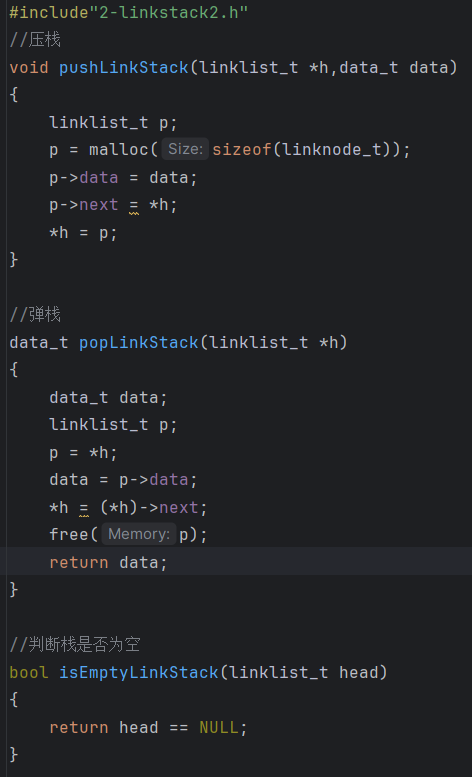 #include"2-linkstack2.h"
//压栈
void pushLinkStack(linklist_t *h,data_t data)
{
    linklist_t p;
    p = malloc( Size: sizeof(linknode_t));
    p->data = data;
    p->next = *h;
    *h = p;
}

//弹栈
data_t popLinkStack(linklist_t *h)
{
    data_t data;
    linklist_t p;
    p = *h;
    data = p->data;
    *h = (*h)->next;
    free( Memory: p);
    return data;
}

//判断栈是否为空
bool isEmptyLinkStack(linklist_t head)
{
    return head == NULL;
}